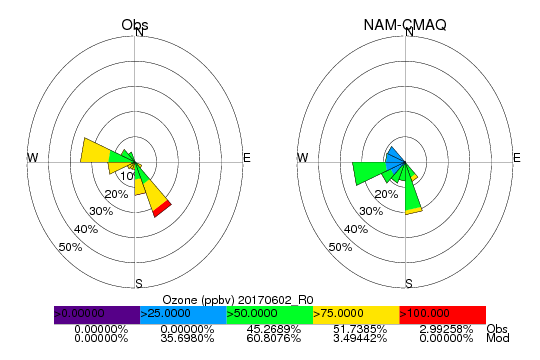 Obs NAM-CMAQ
N N
W E W E
10%
20% 20%
30% 30%
40% 40%
50% 50%
S S
Ozone (ppbv) 20170602_R0
>0.00000 >25.0000 >50.0000 >75.0000 >100.000
0.00000% 0.00000% 45.2689% 51.7385% 2.99258% Obs
0.00000% 35.6980% 60.8076% 3.49442% 0.00000% Mod